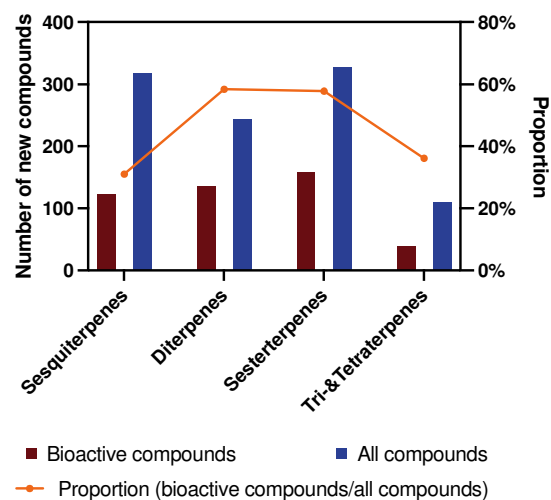 400
300
200
100
0
Number of new compounds
80%
60%
40%
20%
0%
Proportion
Sesquiterpenes
Diterpenes
Sesterterpenes
Tri-&Tetraterpenes
Bioactive compounds
All compounds
Proportion (bioactive compounds/all compounds)